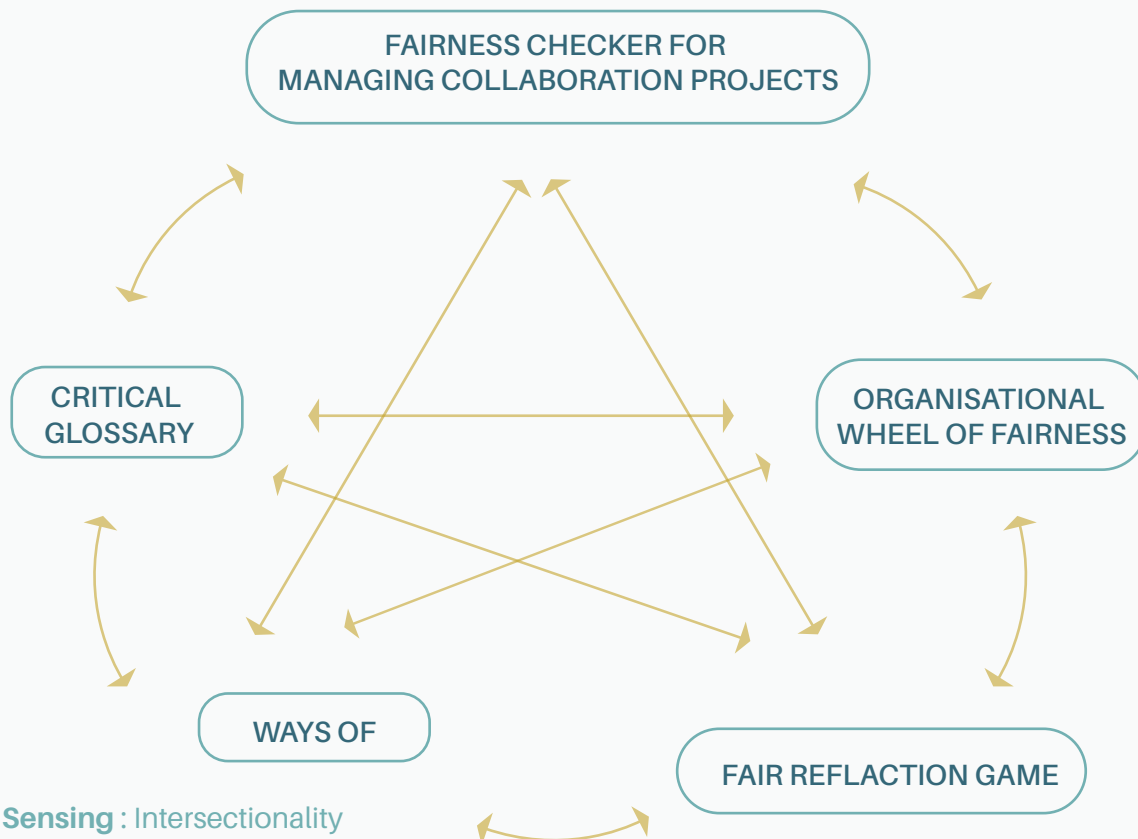 FAIRNESS CHECKER FOR
MANAGING COLLABORATION PROJECTS
CRITICAL
GLOSSARY
ORGANISATIONAL
WHEEL OF FAIRNESS
WAYS OF
FAIR REFLACTION GAME
Sensing : Intersectionality